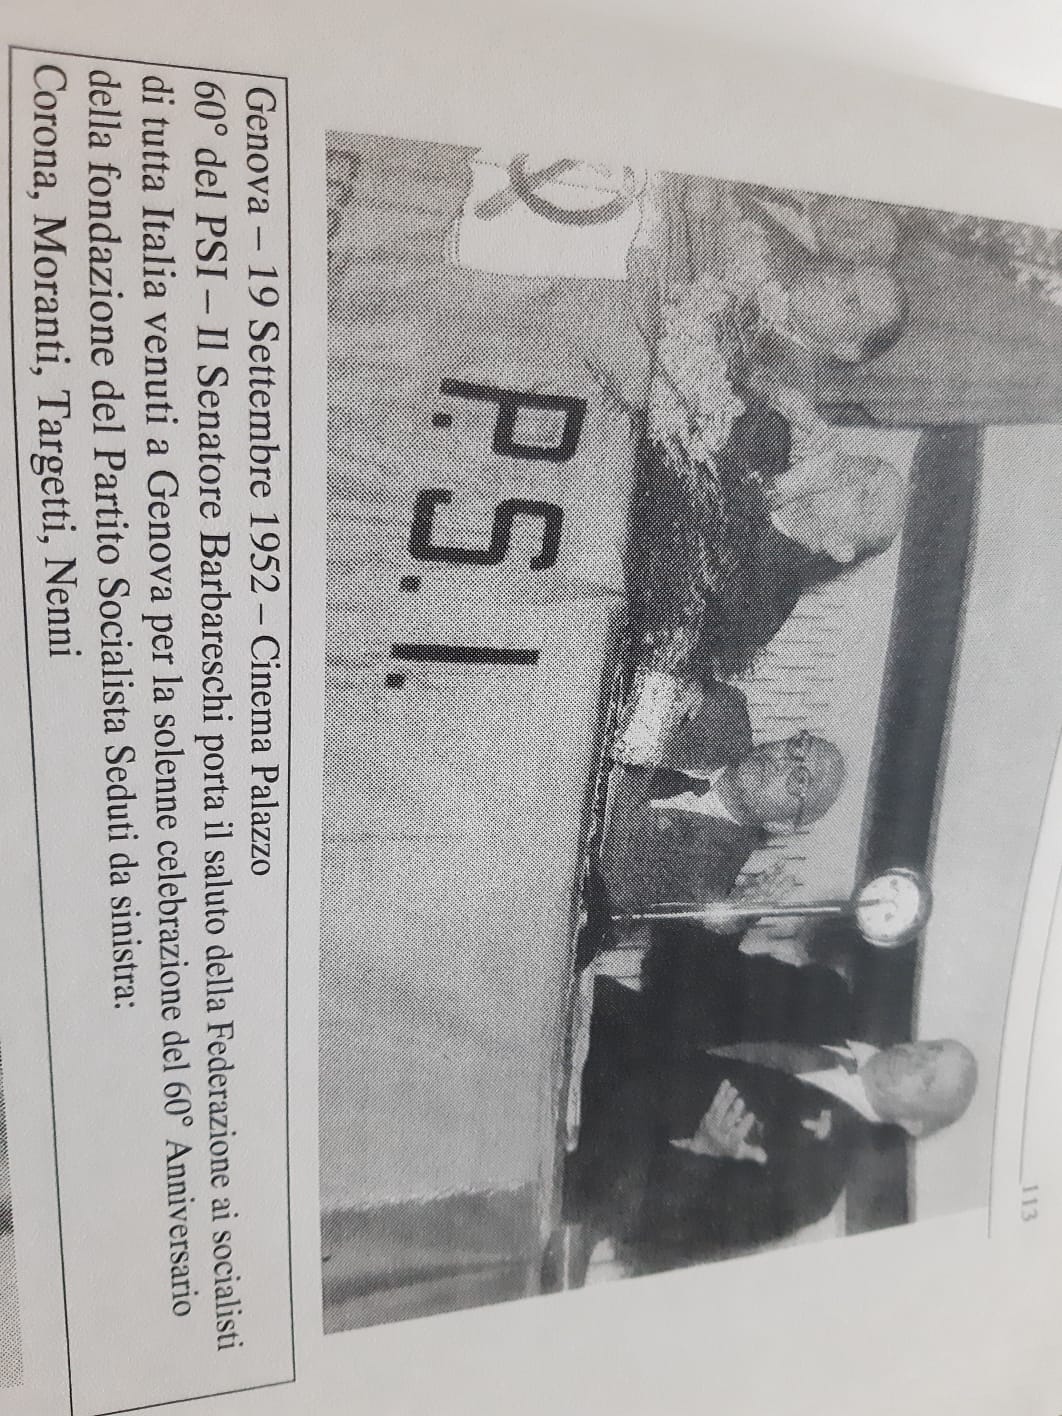 113
P.S.I.
Genova – 19 Settembre 1952 – Cinema Palazzo
60° del PSI – Il Senatore Barbareschi porta il saluto della Federazione ai socialisti
di tutta Italia venuti a Genova per la solenne celebrazione del 60° Anniversario
della fondazione del Partito Socialista Seduti da sinistra:
Corona, Moranti, Targetti, Nenni